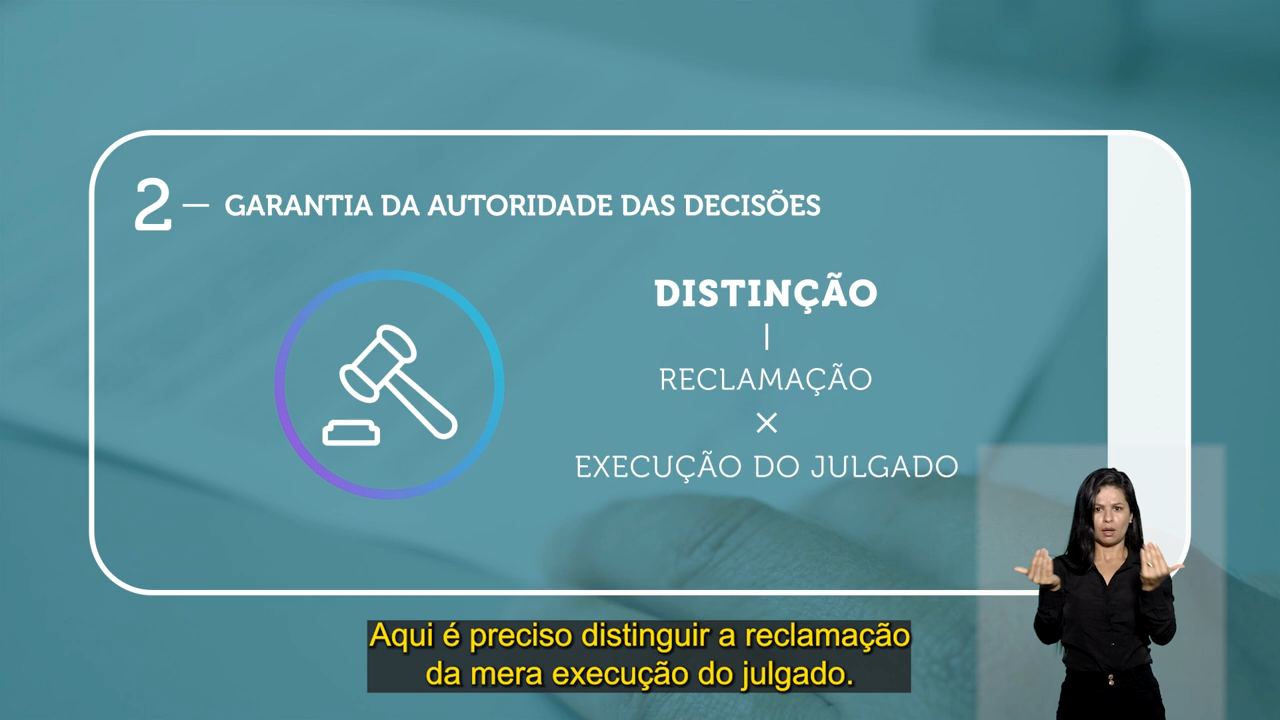 2 — GARANTIA DA AUTORIDADE DAS DECISÕES
DISTINÇÃO
|
RECLAMAÇÃO
×
EXECUÇÃO DO JULGADO
Aqui é preciso distinguir a reclamação
da mera execução do julgado.